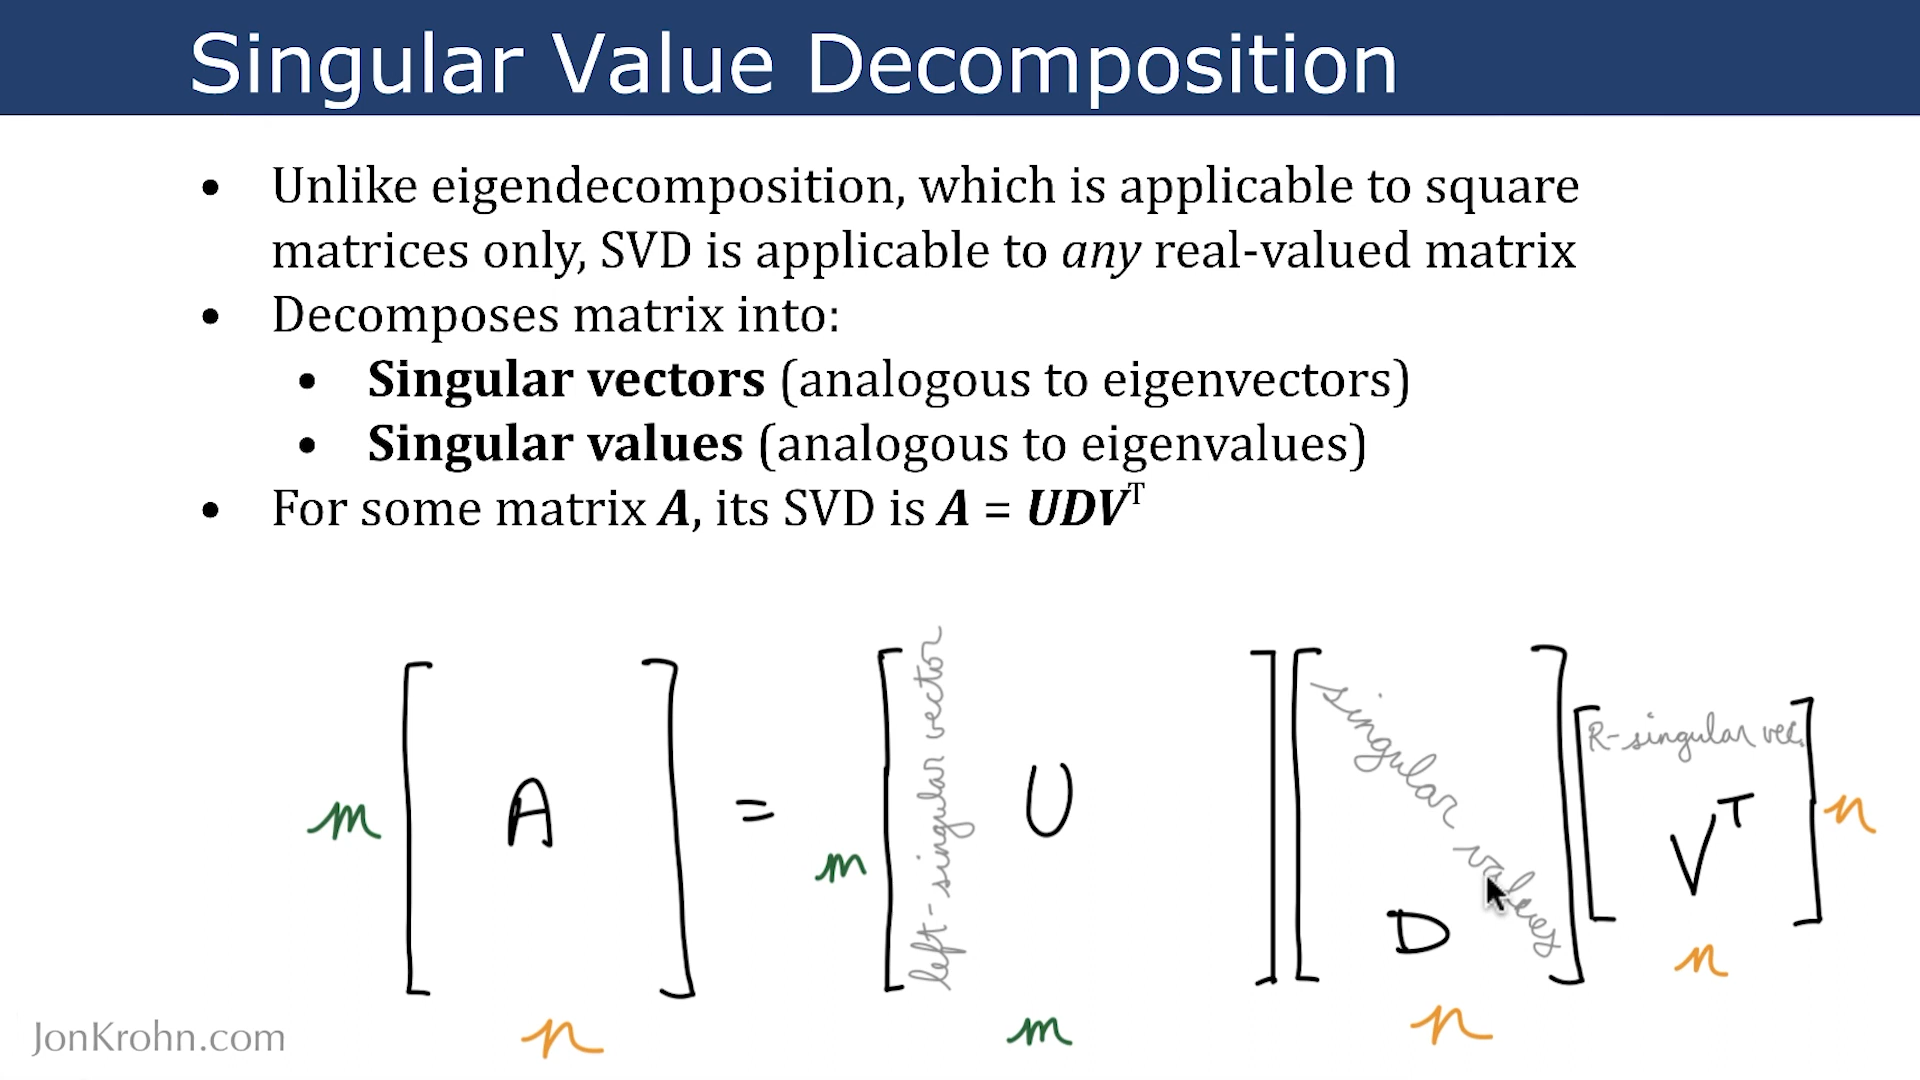 Singular Value Decomposition
• Unlike eigendecomposition, which is applicable to square
matrices only, SVD is applicable to any real-valued matrix
• Decomposes matrix into:
• Singular vectors (analogous to eigenvectors)
• Singular values (analogous to eigenvalues)
• For some matrix A, its SVD is A = UDVᵀ
m [ A ] = m [ left-singular vector U ] [ singular values D ] [ R-singular vec. Vᵀ ] n
n m n n
JonKrohn.com